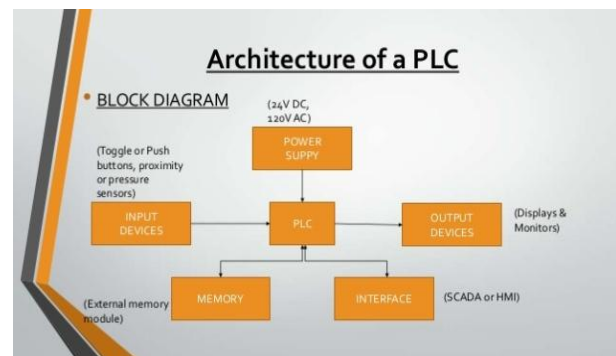 Architecture of a PLC
• BLOCK DIAGRAM
(24V DC,
120V AC)
POWER
SUPPY
(Toggle or Push
buttons, proximity
or pressure
sensors)
INPUT
DEVICES
PLC
OUTPUT
DEVICES
(Displays &
Monitors)
(External memory
module)
MEMORY
INTERFACE
(SCADA or HMI)